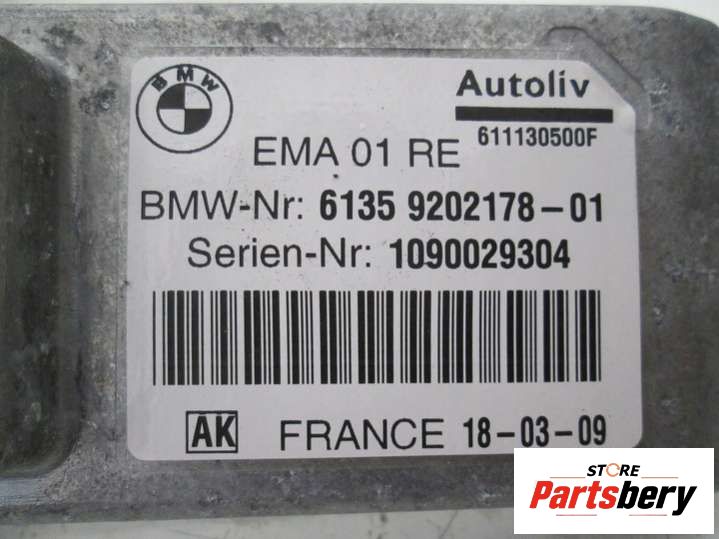 BMW
Autoliv
611130500F
EMA 01 RE
BMW-Nr: 6135 9202178-01
Serien-Nr: 1090029304
AK FRANCE 18-03-09
STORE
Partsbery